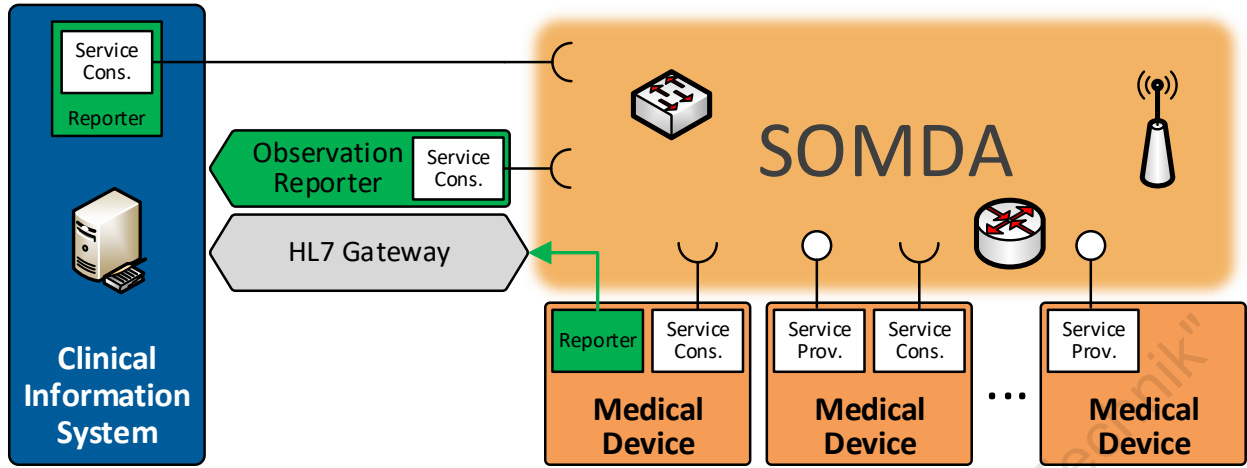 Service
Cons.
Reporter
Observation
Reporter
Service
Cons.
HL7 Gateway
SOMDA
Clinical
Information
System
Reporter
Service
Cons.
Medical
Device
Service
Prov.
Service
Cons.
Medical
Device
...
Service
Prov.
Medical
Device